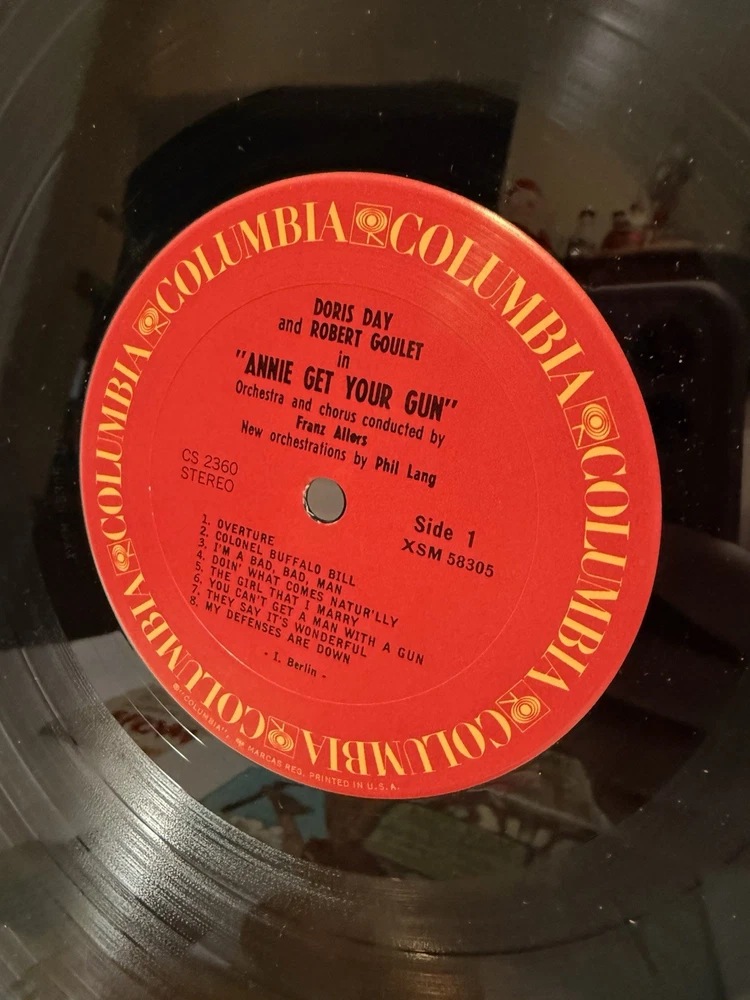 COLUMBIA COLUMBIA COLUMBIA COLUMBIA COLUMBIA COLUMBIA COLUMBIA
DORIS DAY
and ROBERT GOULET
in
"ANNIE GET YOUR GUN"
Orchestra and chorus conducted by
Franz Allers
New orchestrations by Phil Lang
CS 2360
STEREO
Side 1
XSM 58305
1. OVERTURE
2. COLONEL BUFFALO BILL
3. I'M A BAD, BAD, MAN
4. DOIN' WHAT COMES NATUR'LLY
5. THE GIRL THAT I MARRY
6. YOU CAN'T GET A MAN WITH A GUN
7. THEY SAY IT'S WONDERFUL
8. MY DEFENSES ARE DOWN
- I. Berlin -
"COLUMBIA", MARCAS REG. PRINTED IN U.S.A.